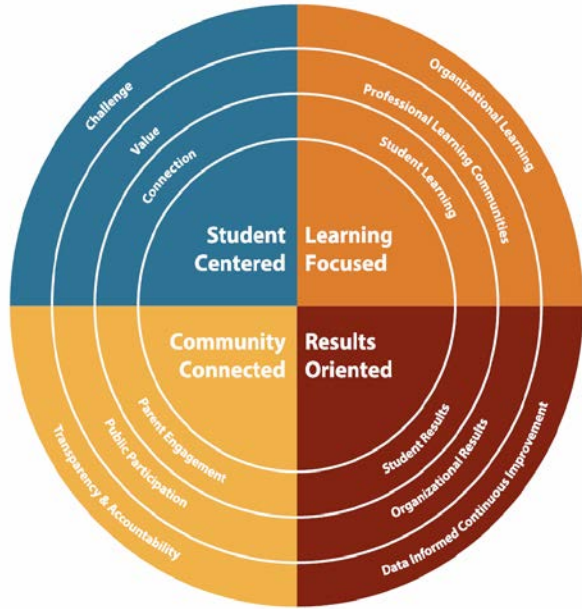 Challenge
Value
Connection
Student
Centered
Organizational Learning
Professional Learning Communities
Student Learning
Learning
Focused
Community
Connected
Parent Engagement
Public Participation
Transparency & Accountability
Results
Oriented
Student Results
Organizational Results
Data Informed Continuous Improvement